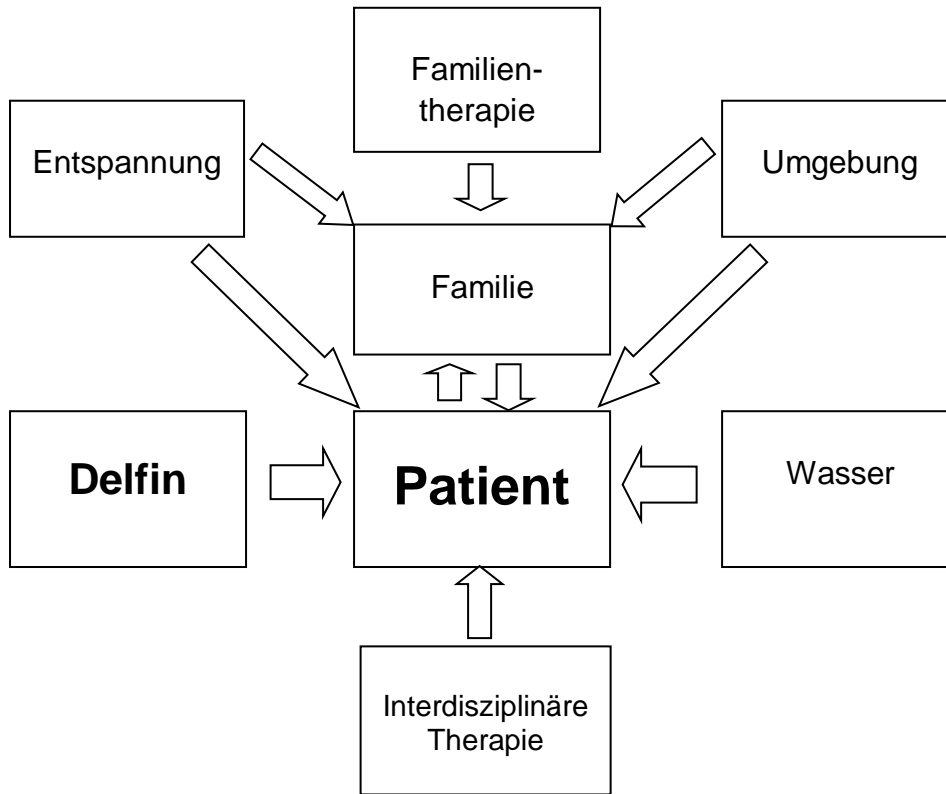 Familien-
therapie
Entspannung
Umgebung
Familie
Delfin
Patient
Wasser
Interdisziplinäre
Therapie